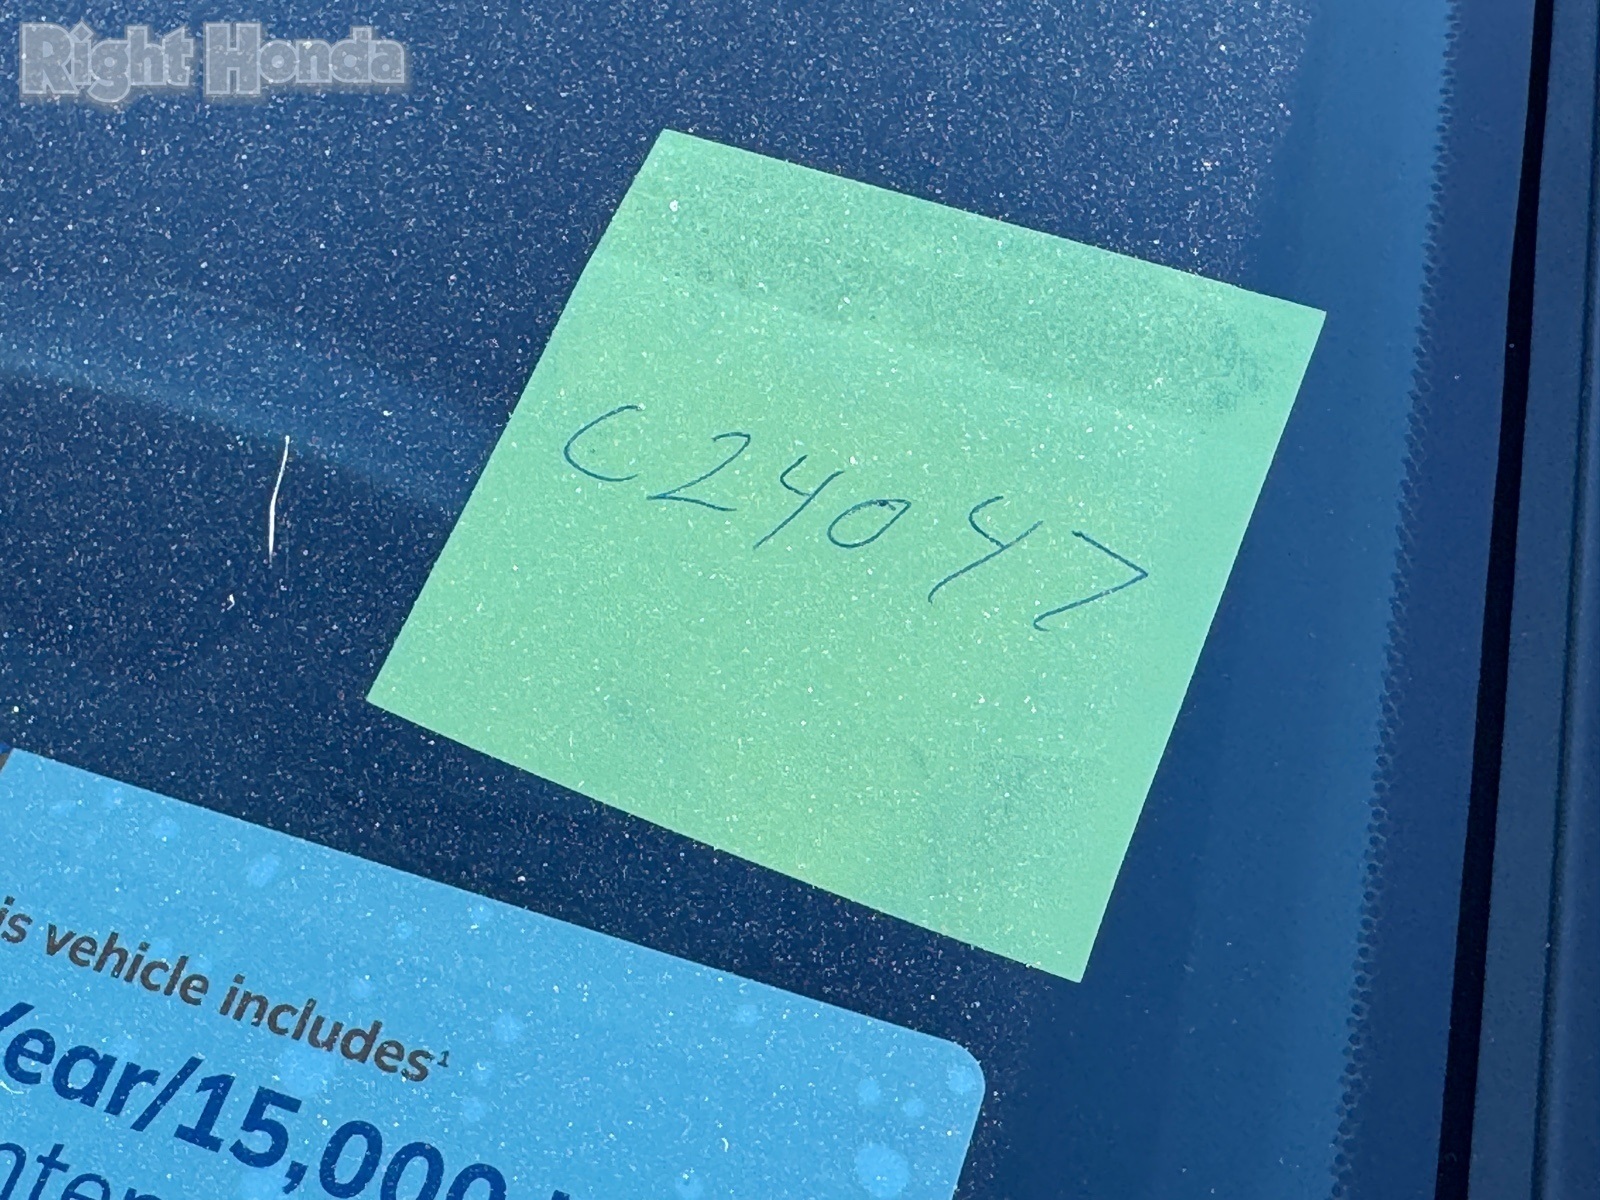 Right Honda
C24047
is vehicle includes¹
Year/15,000